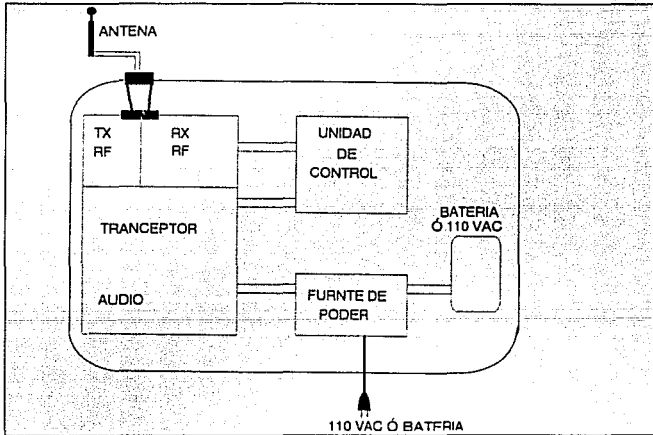 ANTENA
TX
RF
RX
RF
UNIDAD
DE
CONTROL
TRANCEPTOR
AUDIO
BATERIA
Ó 110 VAC
FURNTE DE
PODER
110 VAC Ó BATERIA